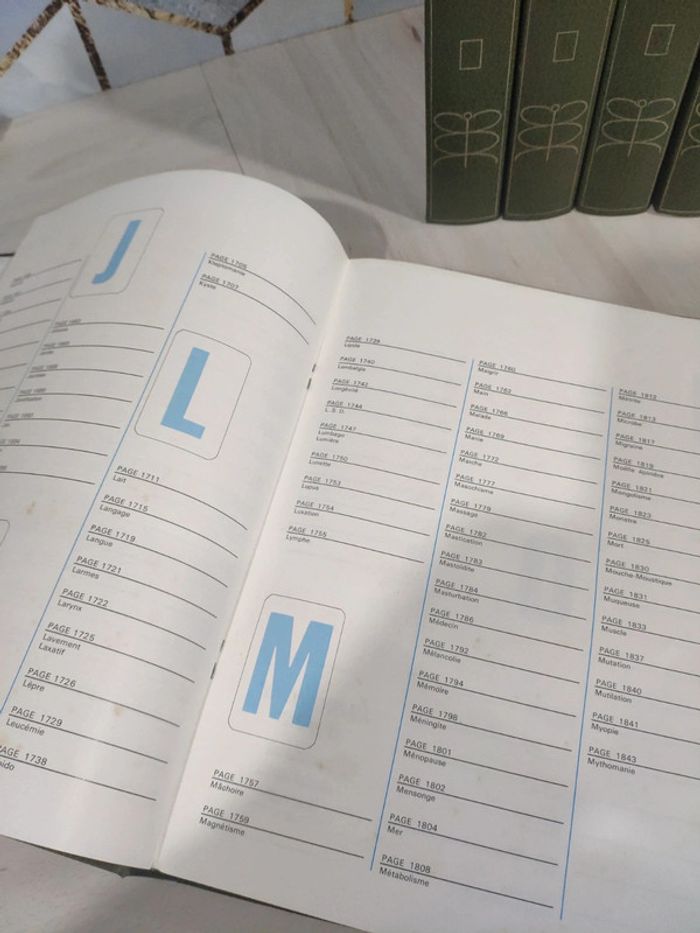 J
PAGE 1706
Kleptomanie
PAGE 1707
Kyste
L
PAGE 1711
Lait
PAGE 1715
Langage
PAGE 1719
Langue
PAGE 1721
Larmes
PAGE 1722
Larynx
PAGE 1725
Lavement
Laxatif
PAGE 1726
Lèpre
PAGE 1729
Leucémie
PAGE 1738
PAGE 1739
Lipide
PAGE 1740
Lombalgie
PAGE 1742
Longévité
PAGE 1744
L.S.D.
PAGE 1747
Lumbago
Lumière
PAGE 1750
Lunette
PAGE 1753
Lupus
PAGE 1754
Luxation
PAGE 1755
Lymphe
M
PAGE 1757
Mâchoire
PAGE 1759
Magnétisme
PAGE 1760
Maigrir
PAGE 1762
Main
PAGE 1766
Malade
PAGE 1769
Manie
PAGE 1772
Marche
PAGE 1777
Masochisme
PAGE 1779
Massage
PAGE 1782
Mastication
PAGE 1783
Mastoïdite
PAGE 1784
Masturbation
PAGE 1786
Médecin
PAGE 1792
Mélancolie
PAGE 1794
Mémoire
PAGE 1798
Méningite
PAGE 1801
Ménopause
PAGE 1802
Mensonge
PAGE 1804
Mer
PAGE 1808
Métabolisme
PAGE 1812
PAGE 1813
Microbe
PAGE 1817
Migraine
PAGE 1819
Moelle épinière
PAGE 1821
Mongolisme
PAGE 1823
Monstre
PAGE 1825
Mort
PAGE 1830
Mouche-Moustique
PAGE 1831
Muqueuse
PAGE 1833
Muscle
PAGE 1837
Mutation
PAGE 1840
Mutilation
PAGE 1841
Myopie
PAGE 1843
Mythomanie